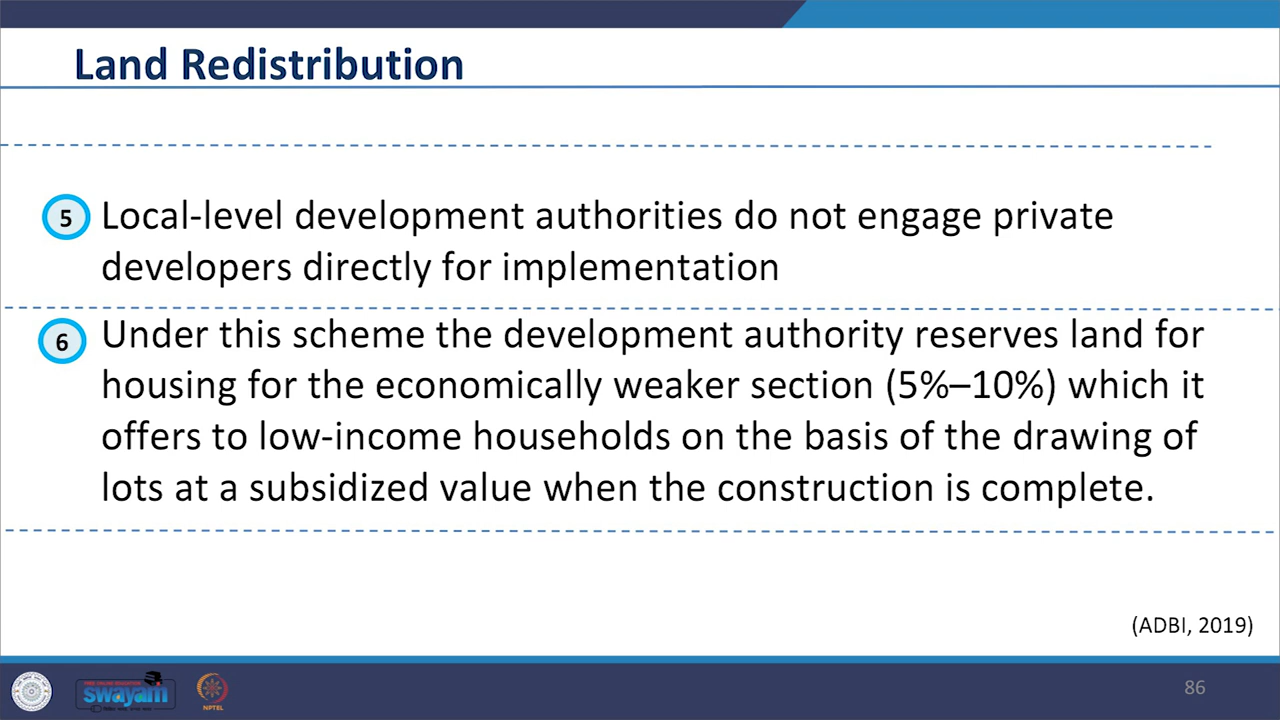 Land Redistribution
5 Local-level development authorities do not engage private
developers directly for implementation
6 Under this scheme the development authority reserves land for
housing for the economically weaker section (5%–10%) which it
offers to low-income households on the basis of the drawing of
lots at a subsidized value when the construction is complete.
(ADBI, 2019)
swayam
NPTEL
86